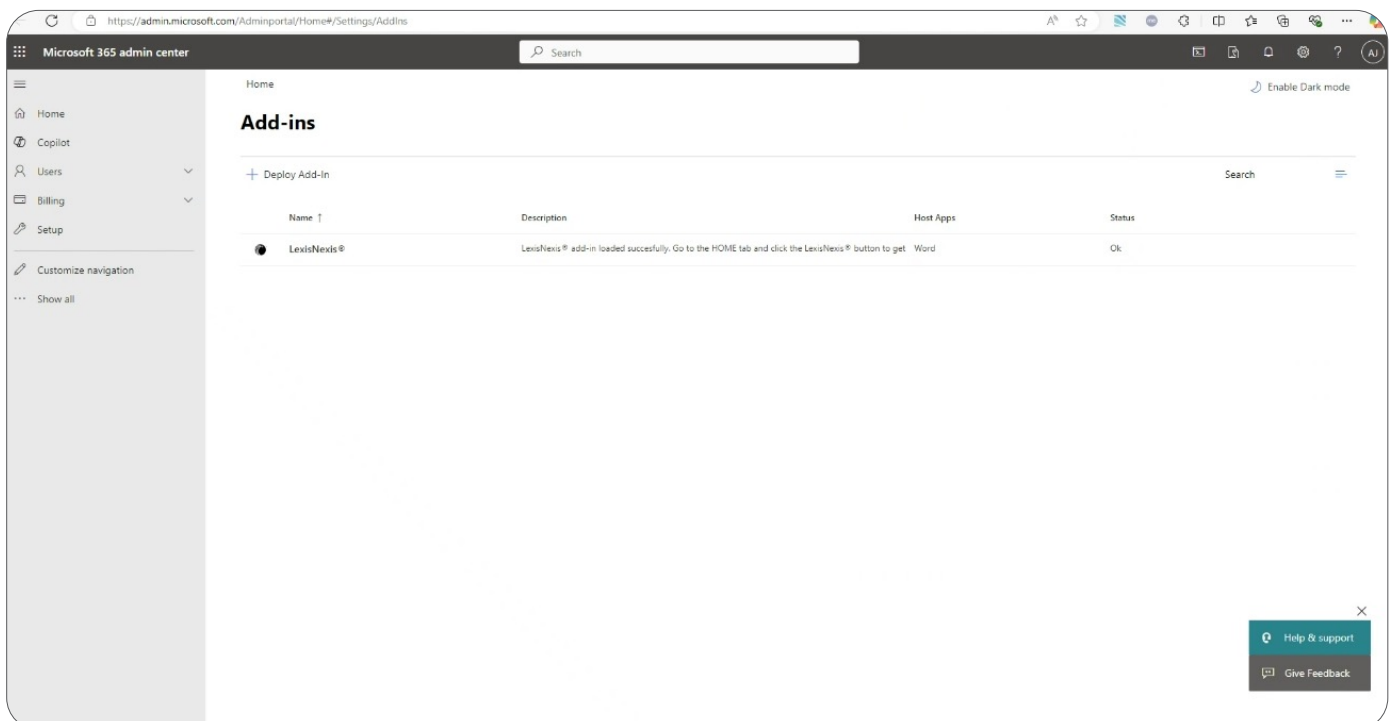 https://admin.microsoft.com/Adminportal/Home#/Settings/AddIns
Microsoft 365 admin center
Search
AJ
Home
Copilot
Users
Billing
Setup
Customize navigation
Show all
Home
Enable Dark mode
Add-ins
Deploy Add-In
Search
Name ↑ Description Host Apps Status
LexisNexis® LexisNexis® add-in loaded succesfully. Go to the HOME tab and click the LexisNexis® button to get Word Ok
Help & support
Give Feedback